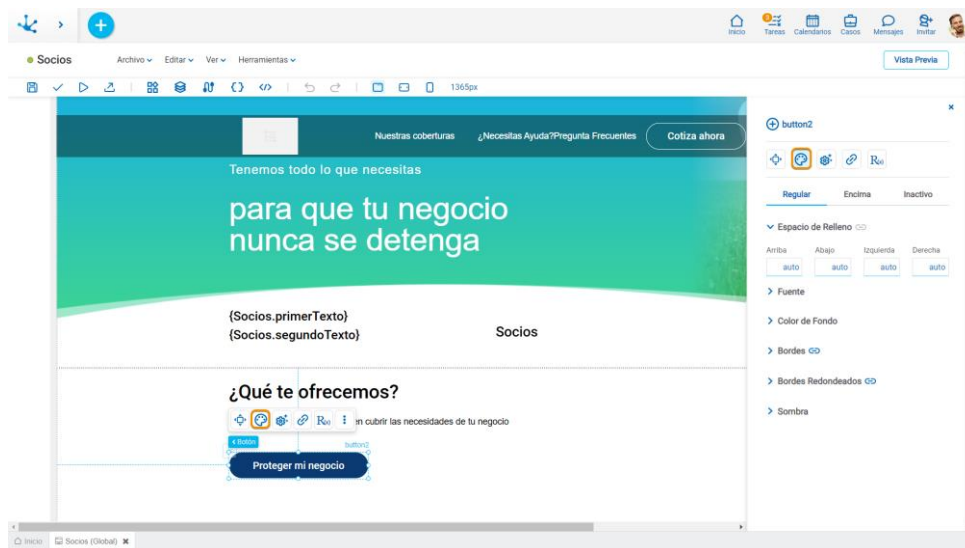 3
Inicio
Tareas
Calendarios
Casos
Mensajes
Invitar
Socios
Archivo
Editar
Ver
Herramientas
Vista Previa
1365px
Nuestras coberturas
¿Necesitas Ayuda?Pregunta Frecuentes
Cotiza ahora
Tenemos todo lo que necesitas
para que tu negocio
nunca se detenga
{Socios.primerTexto}
{Socios.segundoTexto}
Socios
¿Qué te ofrecemos?
en cubrir las necesidades de tu negocio
Botón
button2
Proteger mi negocio
button2
Regular
Encima
Inactivo
Espacio de Relleno
Arriba
Abajo
Izquierda
Derecha
auto
auto
auto
auto
Fuente
Color de Fondo
Bordes
Bordes Redondeados
Sombra
Inicio
Socios (Global)